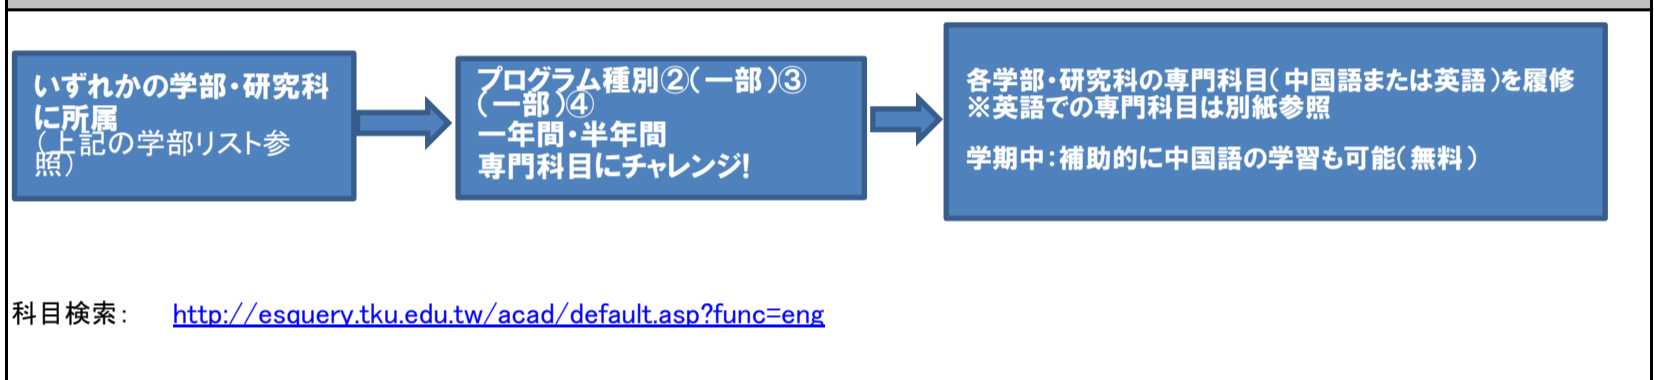 いずれかの学部・研究科
に所属
（上記の学部リスト参
照）
プログラム種別②（一部）③
（一部）④
一年間・半年間
専門科目にチャレンジ！
各学部・研究科の専門科目（中国語または英語）を履修
※英語での専門科目は別紙参照
学期中：補助的に中国語の学習も可能（無料）
科目検索： http://esquery.tku.edu.tw/acad/default.asp?func=eng